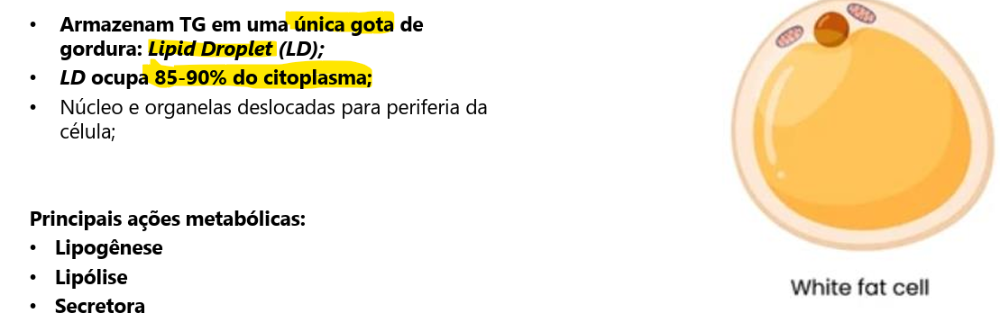 • Armazenam TG em uma única gota de
gordura: Lipid Droplet (LD);
• LD ocupa 85-90% do citoplasma;
• Núcleo e organelas deslocadas para periferia da
célula;
Principais ações metabólicas:
• Lipogênese
• Lipólise
• Secretora
White fat cell